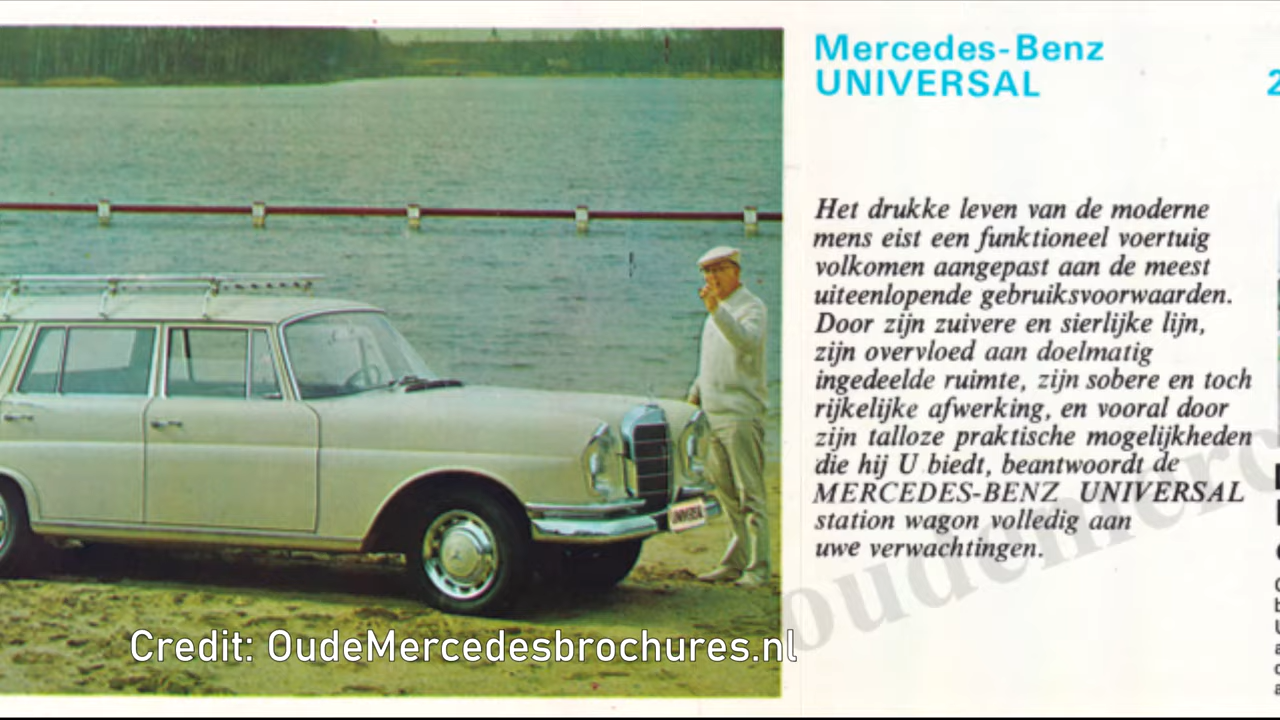 Mercedes-Benz
UNIVERSAL
2
Het drukke leven van de moderne
mens eist een funktioneel voertuig
volkomen aangepast aan de meest
uiteenlopende gebruiksvoorwaarden.
Door zijn zuivere en sierlijke lijn,
zijn overvloed aan doelmatig
ingedeelde ruimte, zijn sobere en toch
rijkelijke afwerking, en vooral door
zijn talloze praktische mogelijkheden
die hij U biedt, beantwoordt de
MERCEDES-BENZ UNIVERSAL
station wagon volledig aan
uwe verwachtingen.
UNIVERSAL
oudemerc
Credit: OudeMercedesbrochures.nl